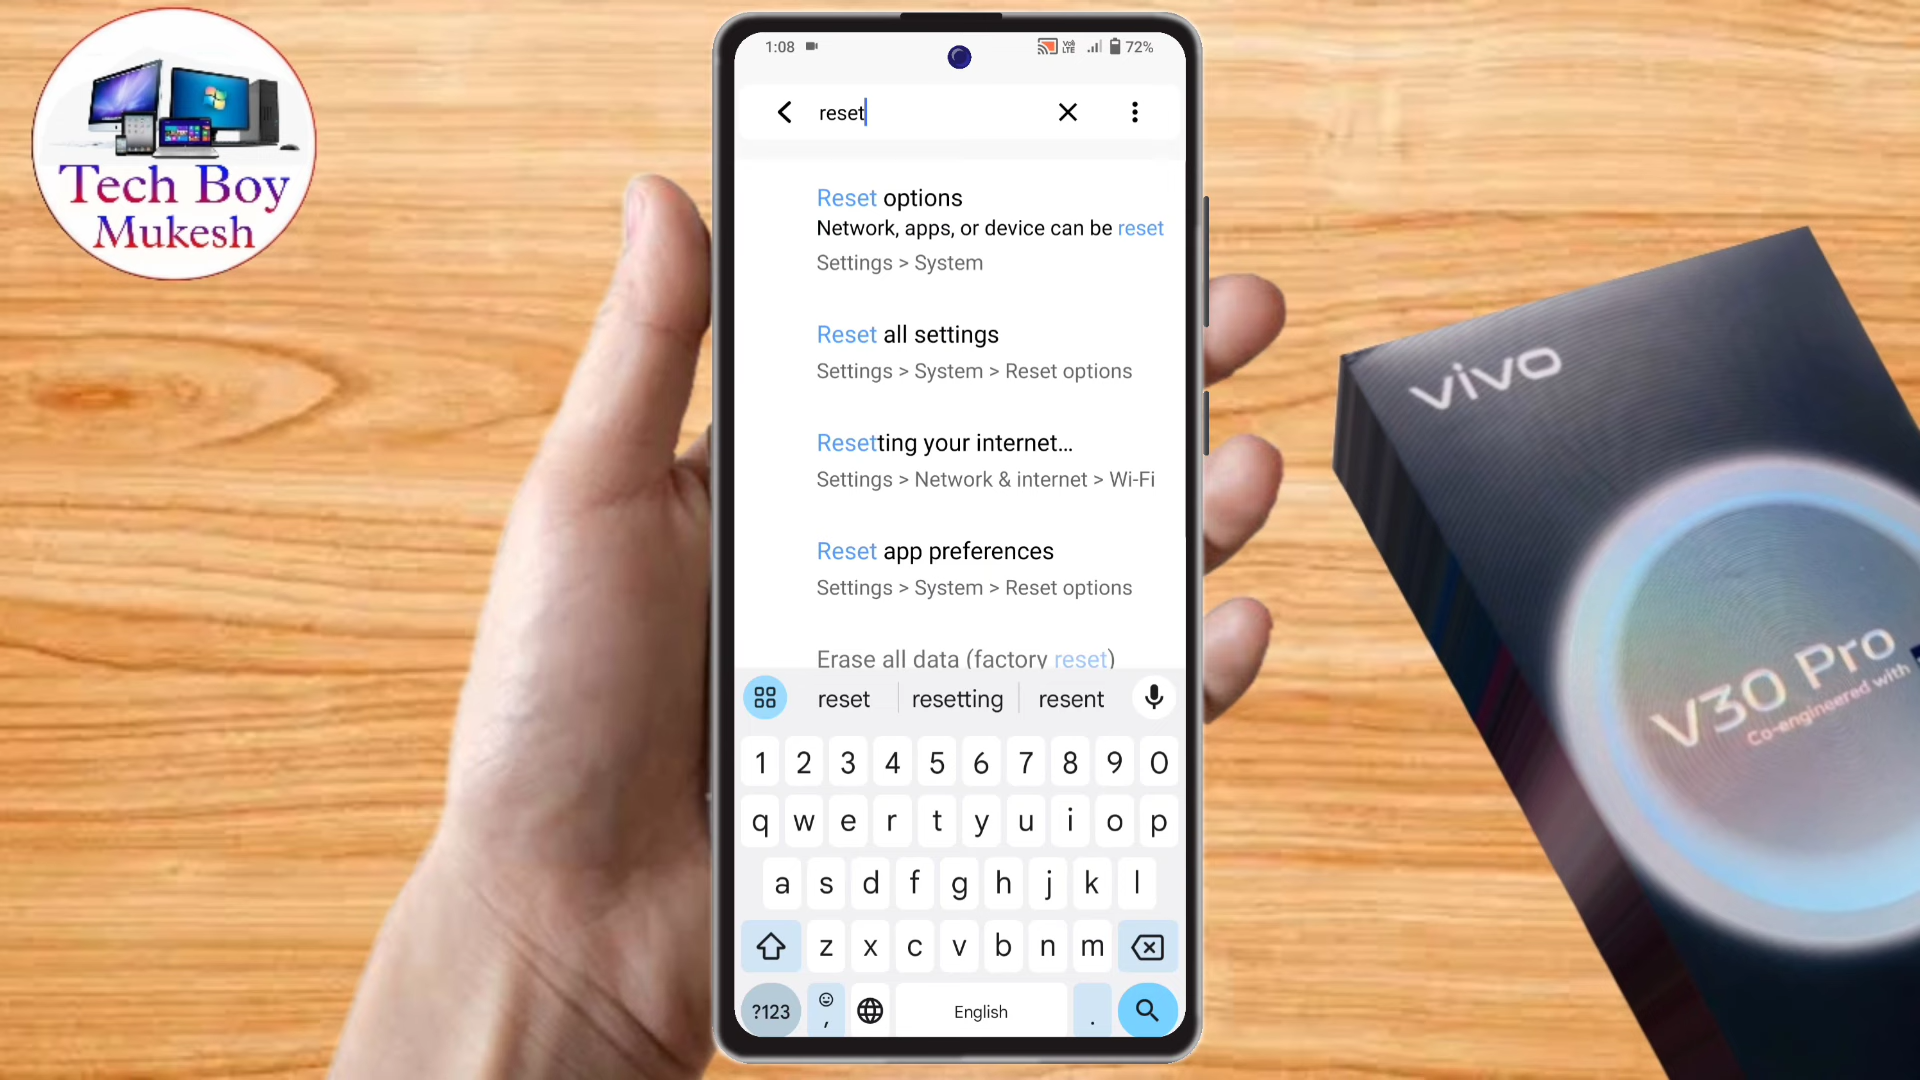 Tech Boy
Mukesh
1:08
Vo)) LTE
72%
reset
Reset options
Network, apps, or device can be reset
Settings > System
Reset all settings
Settings > System > Reset options
Resetting your internet...
Settings > Network & internet > Wi-Fi
Reset app preferences
Settings > System > Reset options
Erase all data (factory reset)
reset
resetting
resent
1 2 3 4 5 6 7 8 9 0
q w e r t y u i o p
a s d f g h j k l
z x c v b n m
?123
,
English
.
vivo
V30 Pro
Co-engineered with